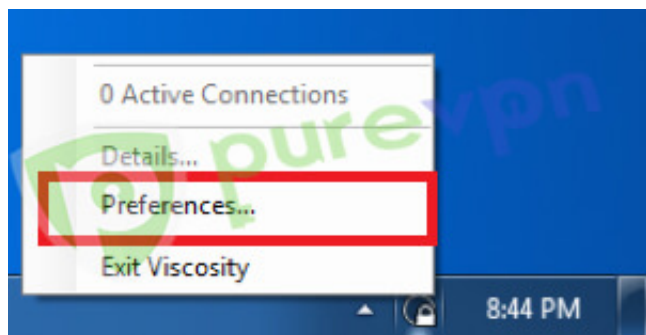 0 Active Connections
Details...
Preferences...
Exit Viscosity
purevpn
8:44 PM